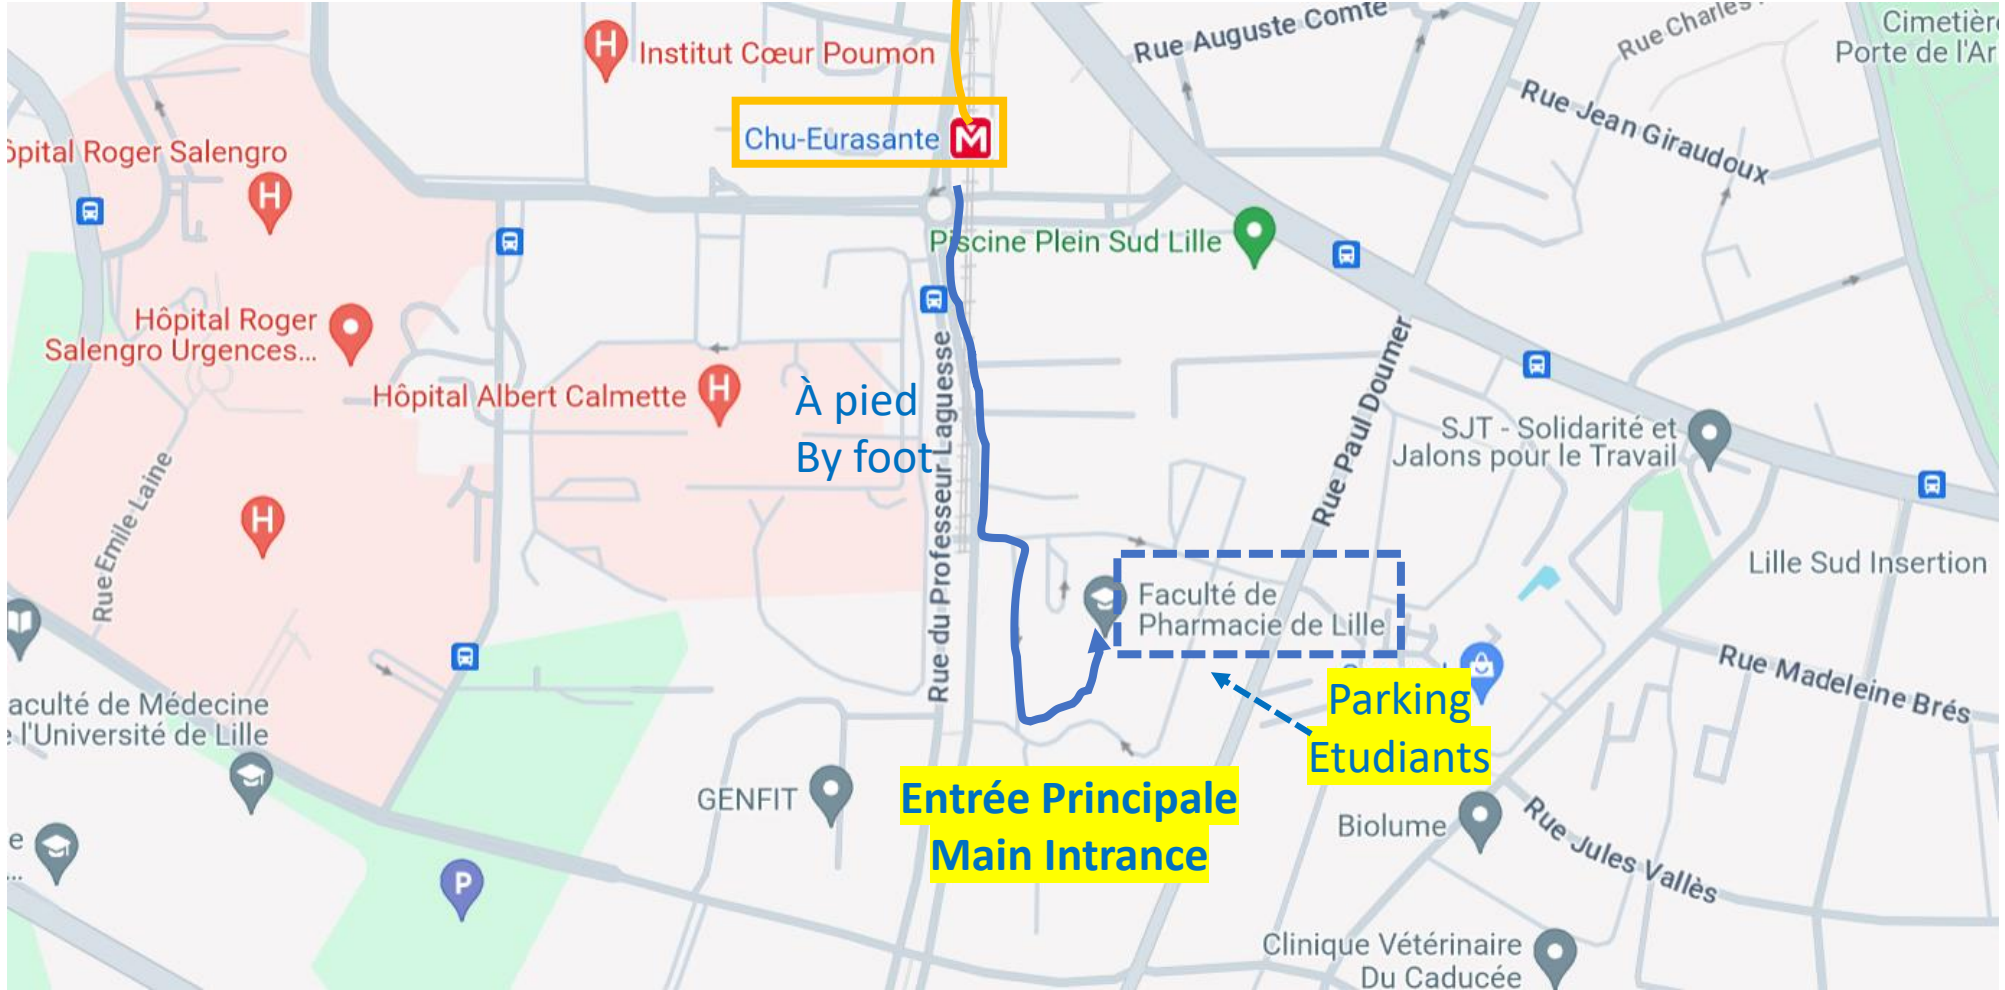 Institut Cœur Poumon
Rue Auguste Comte
Rue Charles
Cimetière
Porte de l'Ar
Chu-Eurasante
M
Rue Jean Giraudoux
ôpital Roger Salengro
H
Piscine Plein Sud Lille
Hôpital Roger
Salengro Urgences...
Hôpital Albert Calmette
H
À pied
By foot
Rue du Professeur Laguesse
Rue Paul Doumer
SJT - Solidarité et
Jalons pour le Travail
Rue Emile Laine
H
Lille Sud Insertion
Faculté de
Pharmacie de Lille
Rue Madeleine Brés
Parking
Etudiants
aculté de Médecine
l'Université de Lille
GENFIT
Entrée Principale
Main Intrance
Biolume
Rue Jules Vallès
e
...
P
Clinique Vétérinaire
Du Caducée